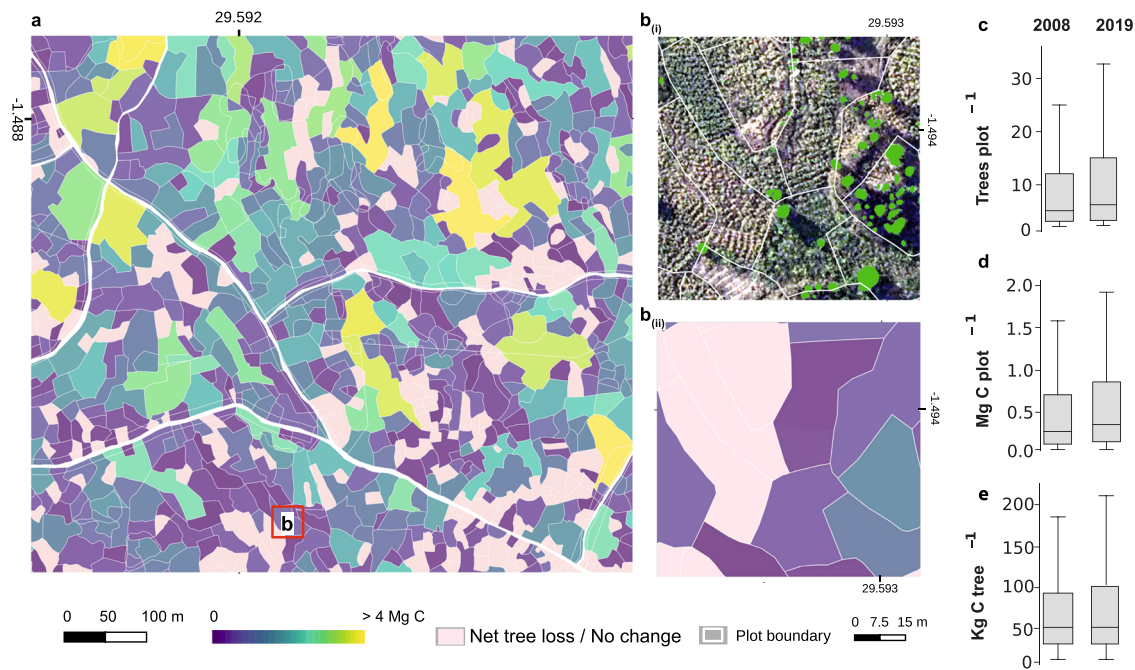 a
29.592
-1.488
b
0 50 100 m
0 > 4 Mg C
Net tree loss / No change
Plot boundary
0 7.5 15 m
b(i)
29.593
-1.494
b(ii)
-1.494
29.593
c 2008 2019
Trees plot −1
30
20
10
0
d
Mg C plot −1
2.0
1.5
1.0
0.5
0.0
e
Kg C tree −1
200
150
100
50
0